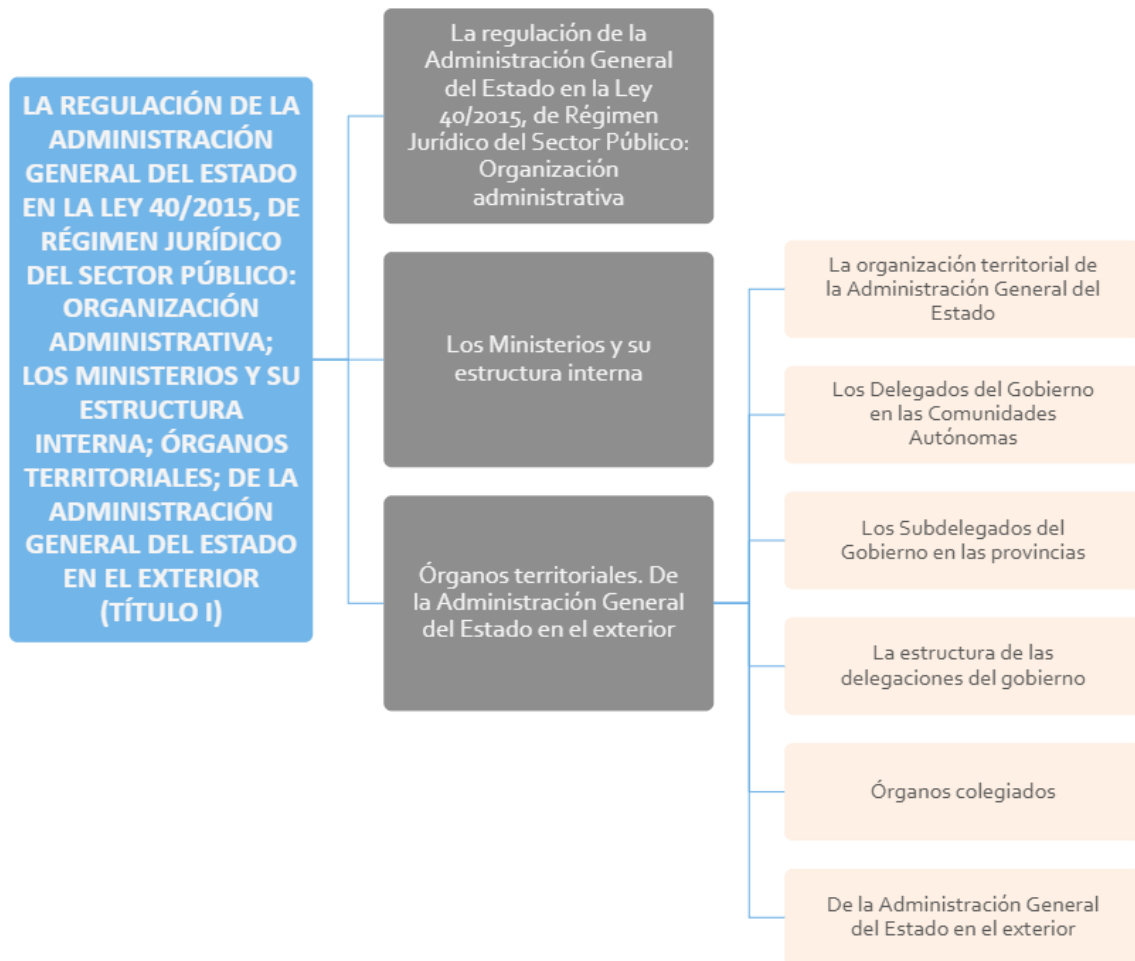 LA REGULACIÓN DE LA
ADMINISTRACIÓN
GENERAL DEL ESTADO
EN LA LEY 40/2015, DE
RÉGIMEN JURÍDICO
DEL SECTOR PÚBLICO:
ORGANIZACIÓN
ADMINISTRATIVA;
LOS MINISTERIOS Y SU
ESTRUCTURA
INTERNA; ÓRGANOS
TERRITORIALES; DE LA
ADMINISTRACIÓN
GENERAL DEL ESTADO
EN EL EXTERIOR
(TÍTULO I)
La regulación de la
Administración General
del Estado en la Ley
40/2015, de Régimen
Jurídico del Sector Público:
Organización
administrativa
Los Ministerios y su
estructura interna
Órganos territoriales. De
la Administración General
del Estado en el exterior
La organización territorial de
la Administración General del
Estado
Los Delegados del Gobierno
en las Comunidades
Autónomas
Los Subdelegados del
Gobierno en las provincias
La estructura de las
delegaciones del gobierno
Órganos colegiados
De la Administración General
del Estado en el exterior